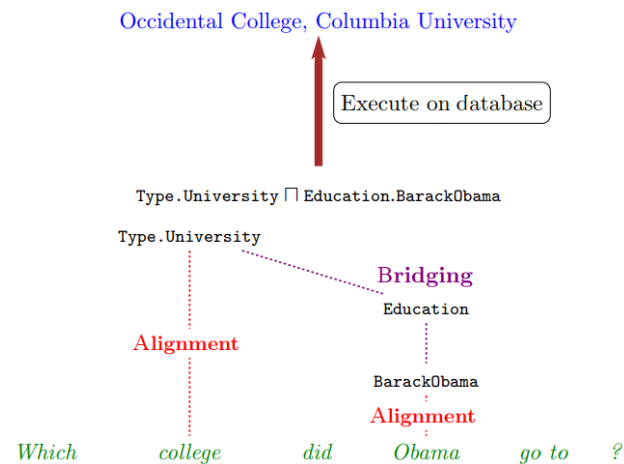 Occidental College, Columbia University
Execute on database
Type.University ⊓ Education.BarackObama
Type.University
Bridging
Education
Alignment
BarackObama
Alignment
Which college did Obama go to ?